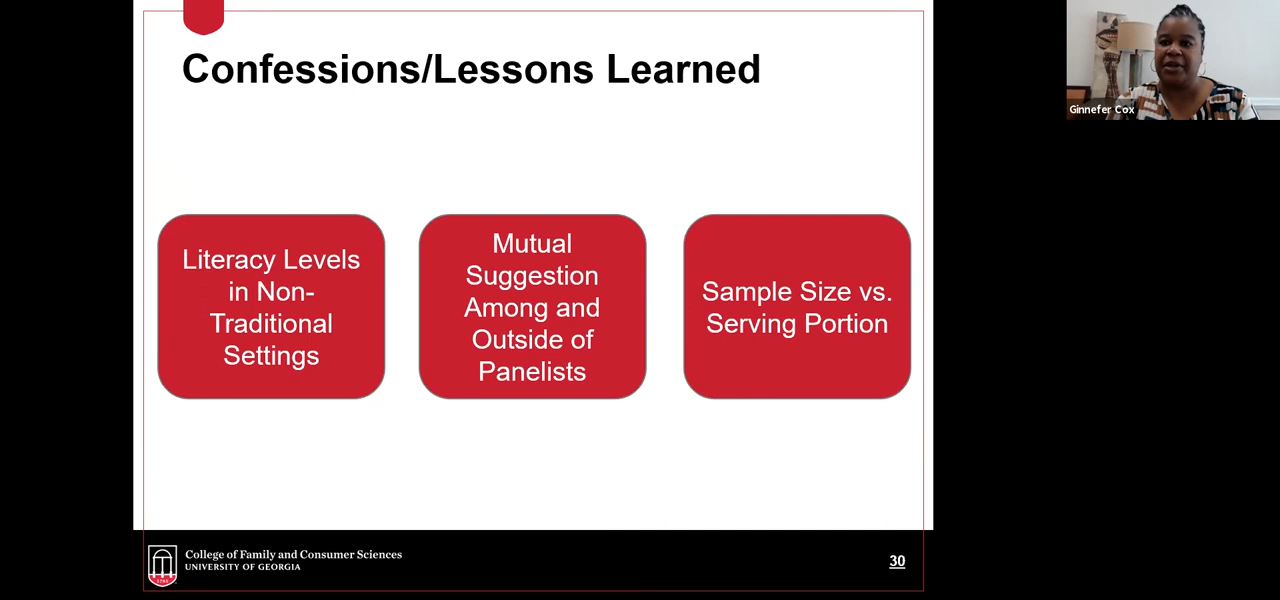 Confessions/Lessons Learned
Literacy Levels
in Non-
Traditional
Settings
Mutual
Suggestion
Among and
Outside of
Panelists
Sample Size vs.
Serving Portion
College of Family and Consumer Sciences
UNIVERSITY OF GEORGIA
1785
30
Ginnefer Cox